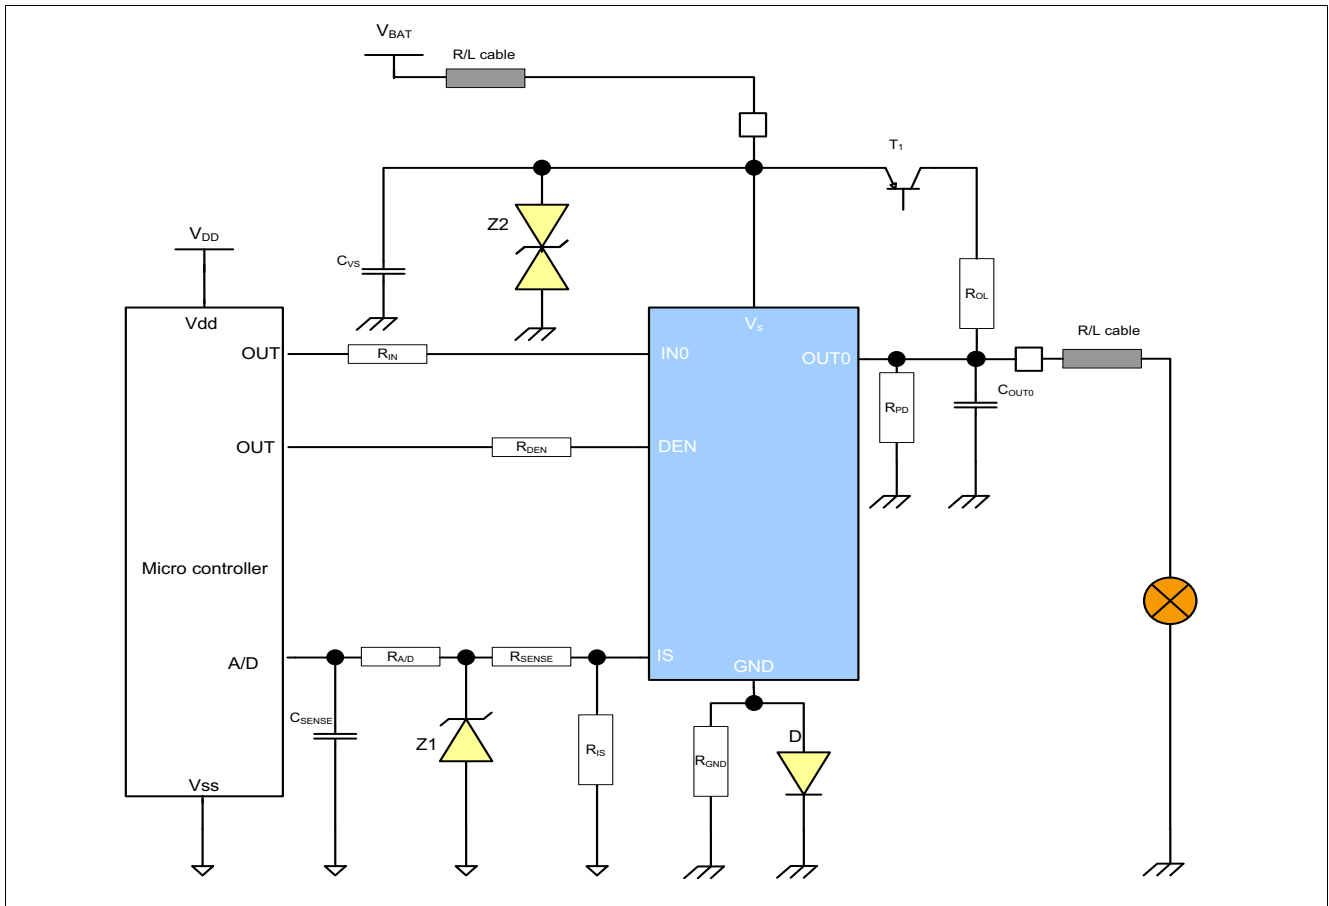 VBAT
R/L cable
T1
Z2
VDD
CVS
ROL
Vdd
Vs
R/L cable
OUT
RIN
IN0
OUT0
COUT0
RPD
OUT
RDEN
DEN
Micro controller
A/D
RA/D
RSENSE
IS
GND
CSENSE
Z1
RIS
RGND
D
Vss